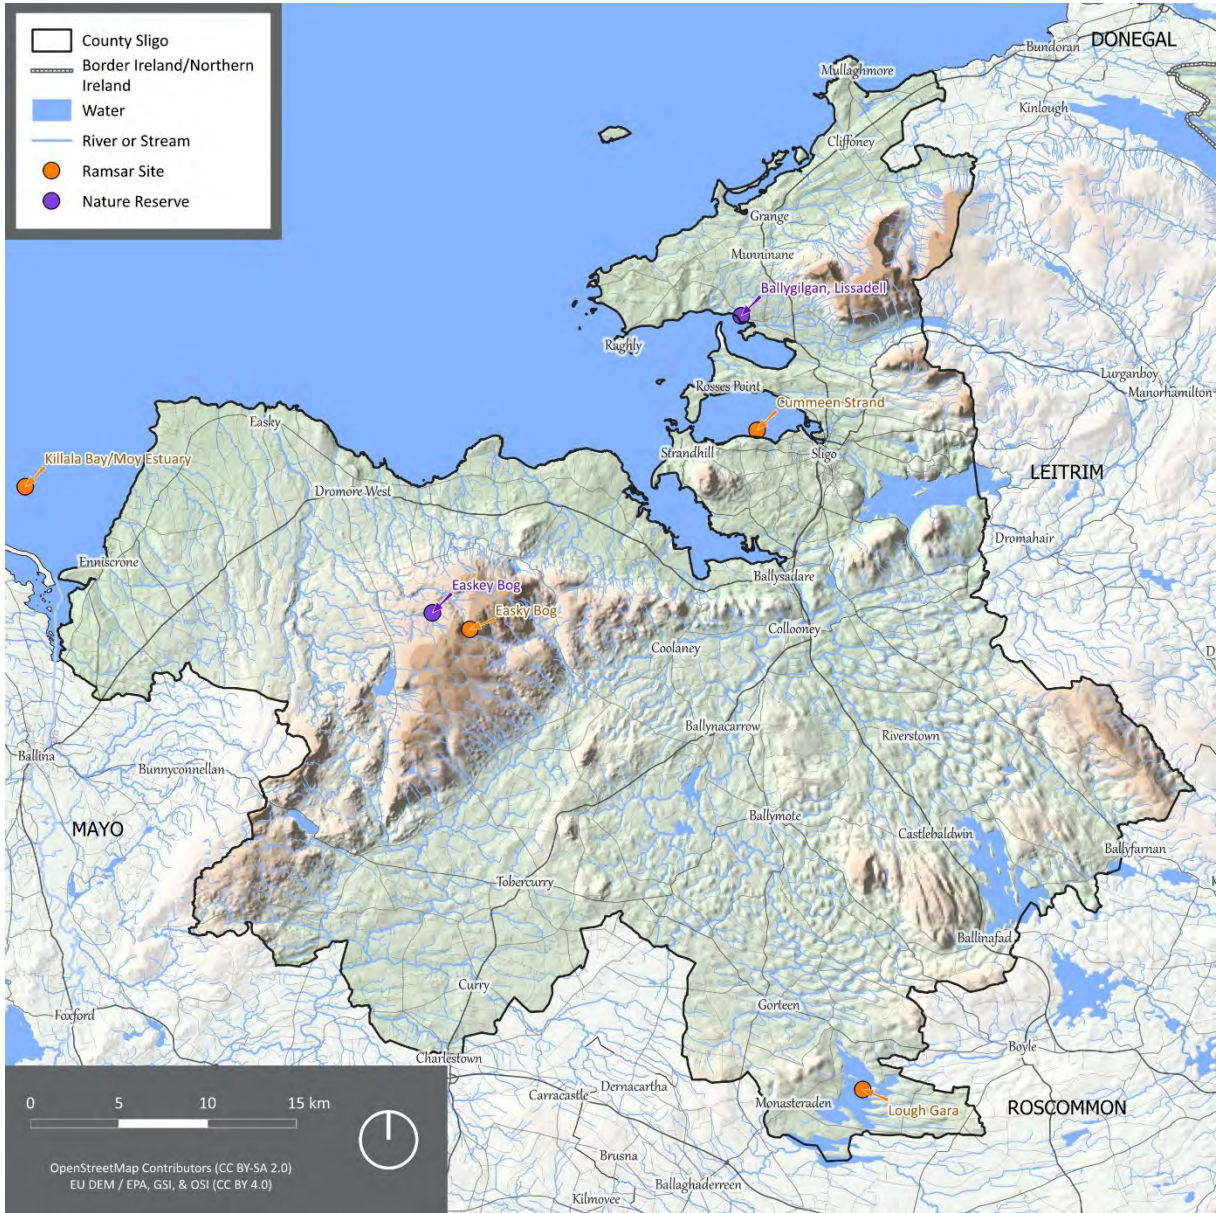 County Sligo
Border Ireland/Northern
Ireland
Water
River or Stream
Ramsar Site
Nature Reserve
DONEGAL
Bundoran
Mullaghmore
Kinlough
Cliffoney
Grange
Munninane
Ballygilgan, Lissadell
Raghly
Lurganboy
Rosses Point
Manorhamilton
Cummeen Strand
Easky
Strandhill
Sligo
Killala Bay/Moy Estuary
LEITRIM
Dromore West
Dromahair
Enniscrone
Ballysadare
Easkey Bog
Easky Bog
Collooney
Coolaney
D
Ballynacarrow
Riverstown
Ballina
Bunnyconnellan
Ballymote
MAYO
Castlebaldwin
Ballyfarnan
Tobercurry
Ballinafad
Curry
Gorteen
Foxford
Boyle
Charlestown
Dernacartha
Carracastle
Monasteraden
Lough Gara
ROSCOMMON
Brusna
Ballaghaderreen
Kilmovee
0 5 10 15 km
OpenStreetMap Contributors (CC BY-SA 2.0)
EU DEM / EPA, GSI, & OSI (CC BY 4.0)